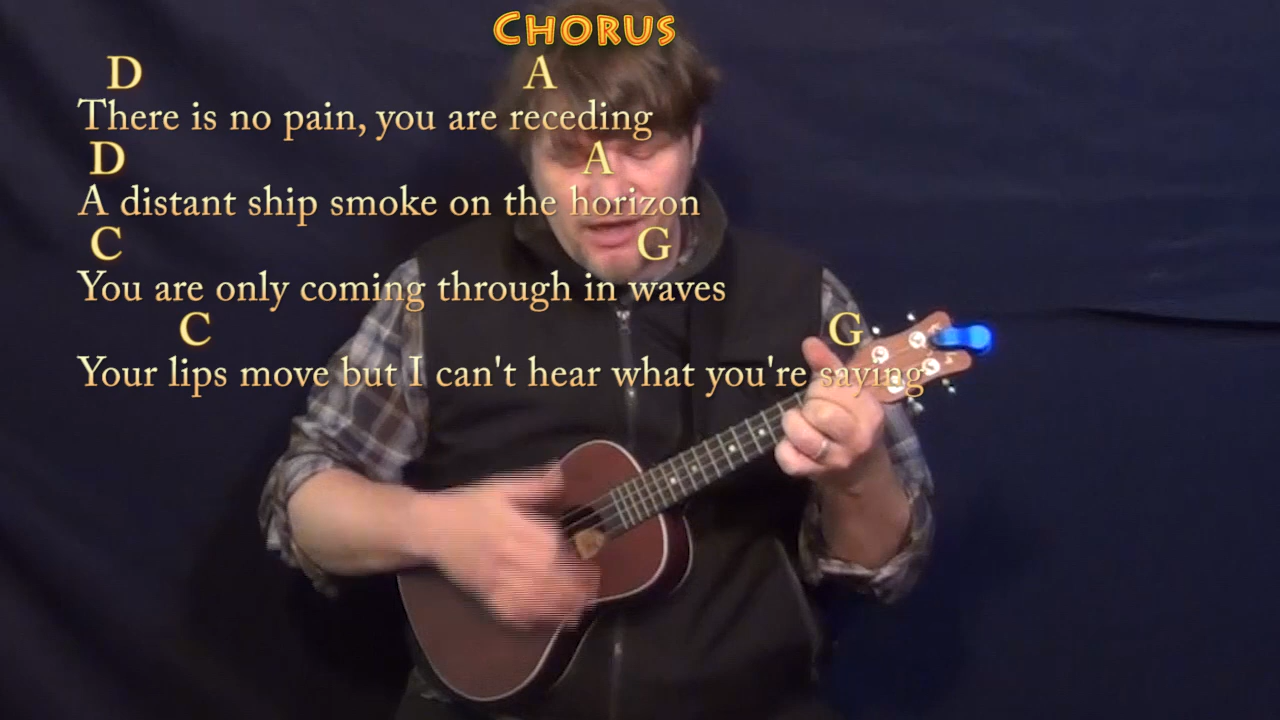 CHORUS
D A
There is no pain, you are receding
D A
A distant ship smoke on the horizon
C G
You are only coming through in waves
C G
Your lips move but I can't hear what you're saying